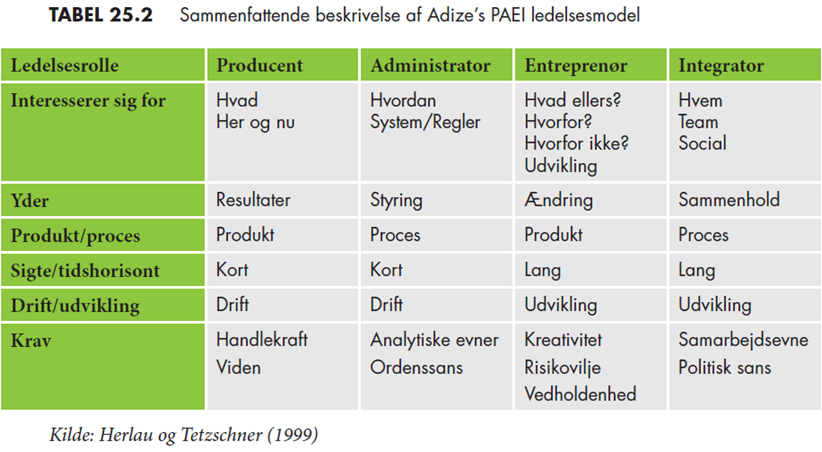 TABEL 25.2 Sammenfattende beskrivelse af Adize's PAEI ledelsesmodel
Ledelsesrolle Producent Administrator Entreprenør Integrator
Interesserer sig for Hvad Hvordan Hvad ellers? Hvem
Her og nu System/Regler Hvorfor? Team
Hvorfor ikke? Social
Udvikling
Yder Resultater Styring Ændring Sammenhold
Produkt/proces Produkt Proces Produkt Proces
Sigte/tidshorisont Kort Kort Lang Lang
Drift/udvikling Drift Drift Udvikling Udvikling
Krav Handlekraft Analytiske evner Kreativitet Samarbejdsevne
Viden Ordenssans Risikovilje Politisk sans
Vedholdenhed
Kilde: Herlau og Tetzschner (1999)